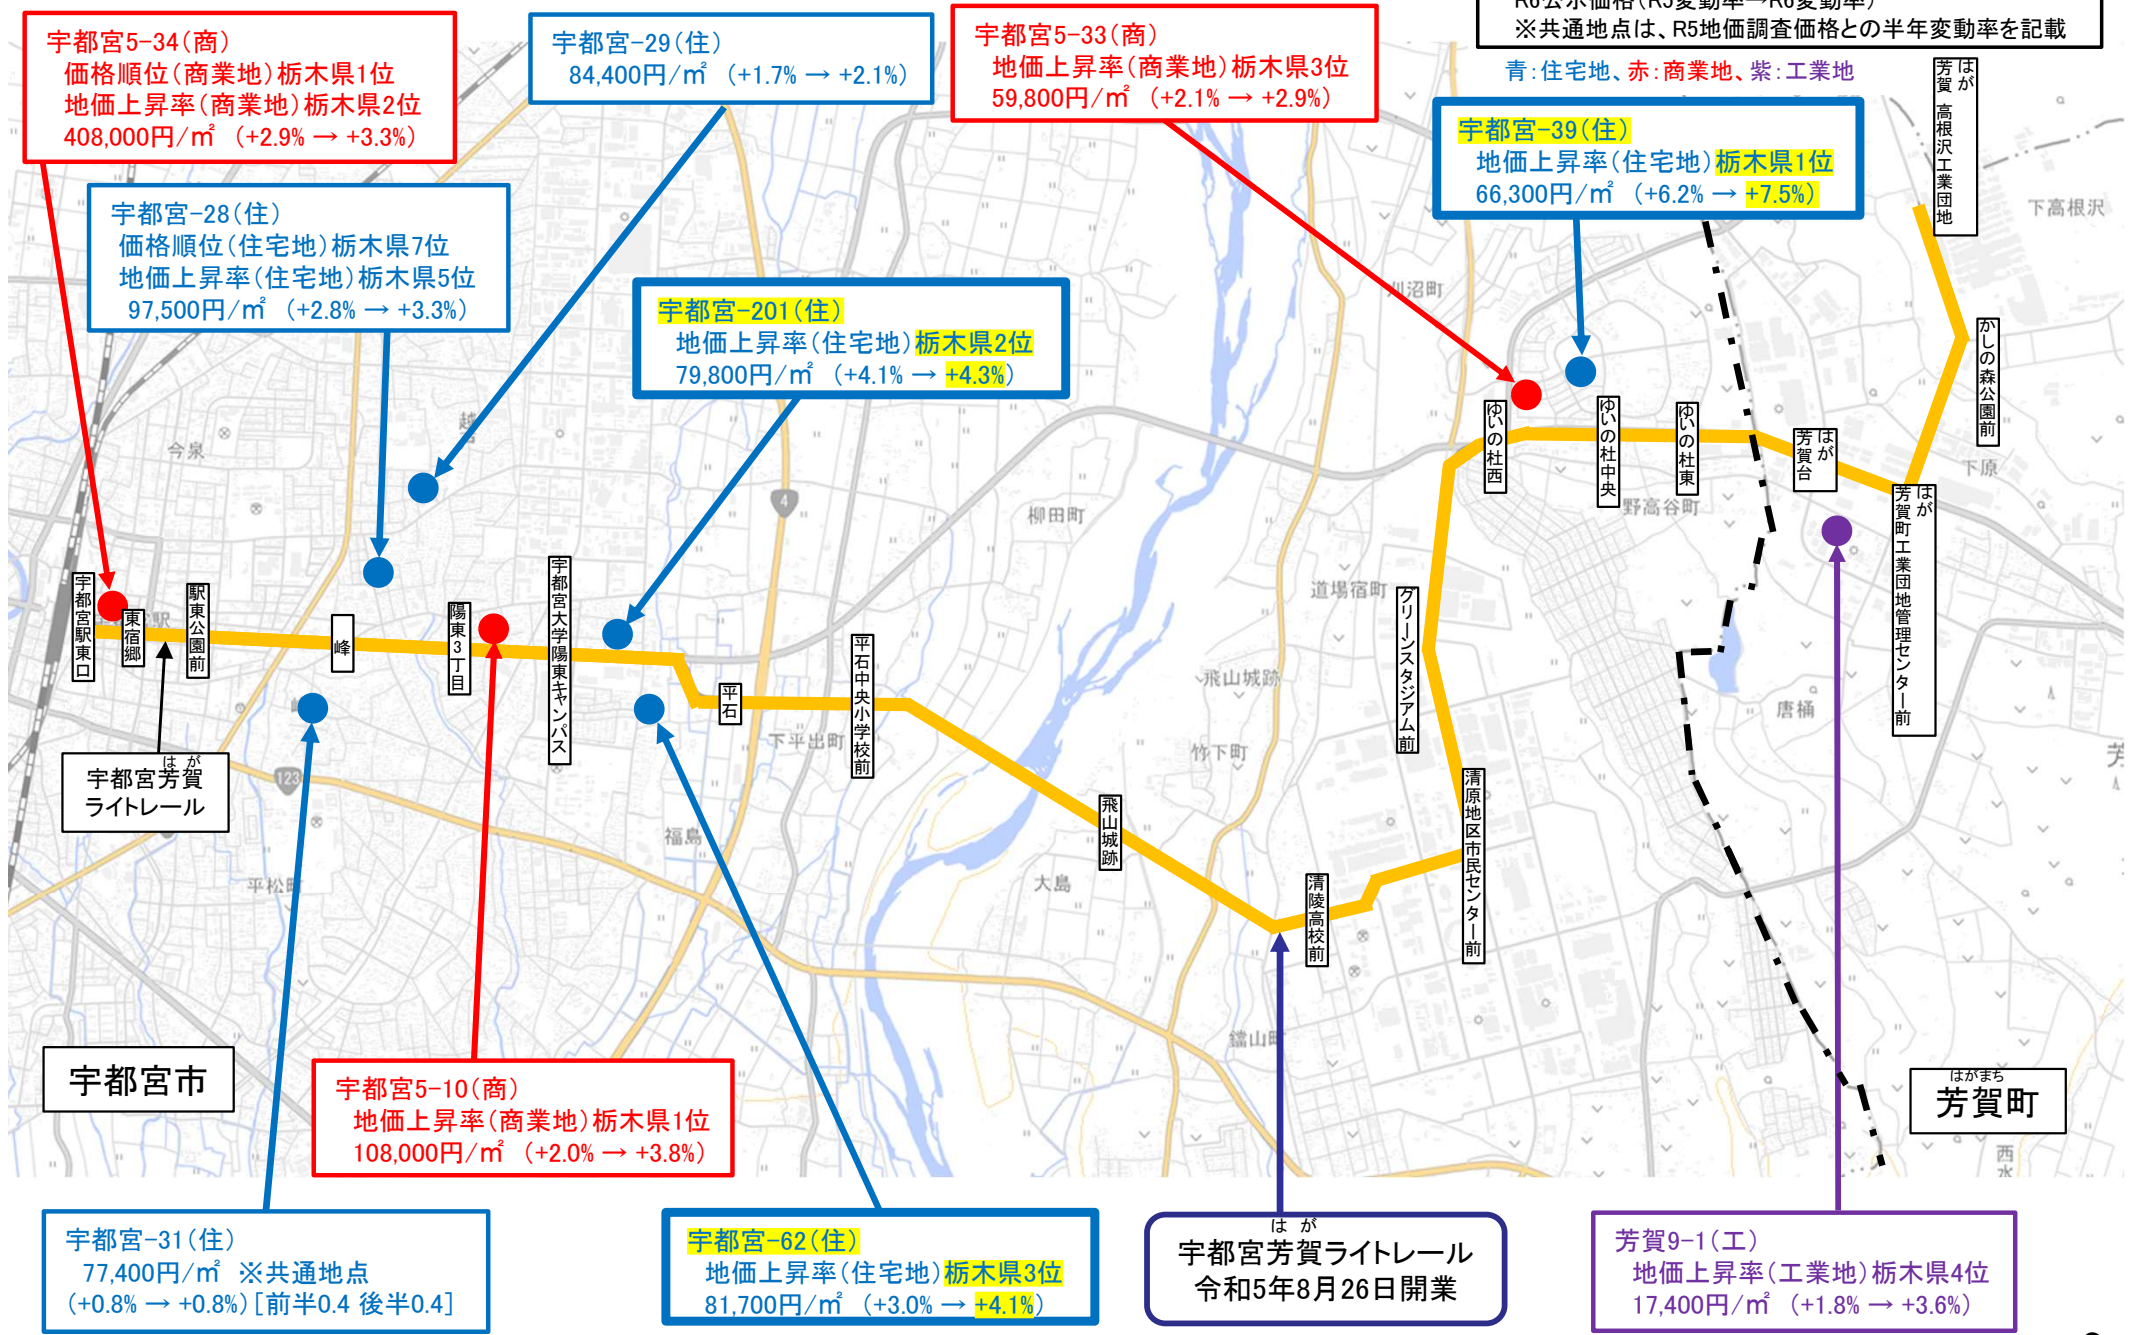 R6公示価格（R5変動率→R6変動率）
※共通地点は、R5地価調査価格との半年変動率を記載
青：住宅地、赤：商業地、紫：工業地
宇都宮5-34（商）
価格順位（商業地）栃木県1位
地価上昇率（商業地）栃木県2位
408,000円/㎡（+2.9% → +3.3%）
宇都宮-29（住）
84,400円/㎡（+1.7% → +2.1%）
宇都宮5-33（商）
地価上昇率（商業地）栃木県3位
59,800円/㎡（+2.1% → +2.9%）
宇都宮-39（住）
地価上昇率（住宅地）栃木県1位
66,300円/㎡（+6.2% → +7.5%）
宇都宮-28（住）
価格順位（住宅地）栃木県7位
地価上昇率（住宅地）栃木県5位
97,500円/㎡（+2.8% → +3.3%）
宇都宮-201（住）
地価上昇率（住宅地）栃木県2位
79,800円/㎡（+4.1% → +4.3%）
はが
芳賀 高根沢工業団地
下高根沢
かしの森公園前
刈沼町
今泉
越
4
柳田町
ゆいの杜西
ゆいの杜中央
ゆいの杜東
はが
芳賀台
下原
野高谷町
はが
芳賀町工業団地管理センター前
道場宿町
グリーンスタジアム前
宇都宮駅東口
東宿郷
駅
駅東公園前
峰
陽東3丁目
宇都宮大学陽東キャンパス
平石
平石中央小学校前
飛山城跡
唐桶
下平出町
竹下町
はが
宇都宮芳賀
ライトレール
123
福島
飛山城跡
清原地区市民センター前
芳
平松町
大島
清陵高校前
鐺山町
宇都宮市
宇都宮5-10（商）
地価上昇率（商業地）栃木県1位
108,000円/㎡（+2.0% → +3.8%）
はがまち
芳賀町
西
水
宇都宮-31（住）
77,400円/㎡ ※共通地点
（+0.8% → +0.8%）［前半0.4 後半0.4］
宇都宮-62（住）
地価上昇率（住宅地）栃木県3位
81,700円/㎡（+3.0% → +4.1%）
はが
宇都宮芳賀ライトレール
令和5年8月26日開業
芳賀9-1（工）
地価上昇率（工業地）栃木県4位
17,400円/㎡（+1.8% → +3.6%）